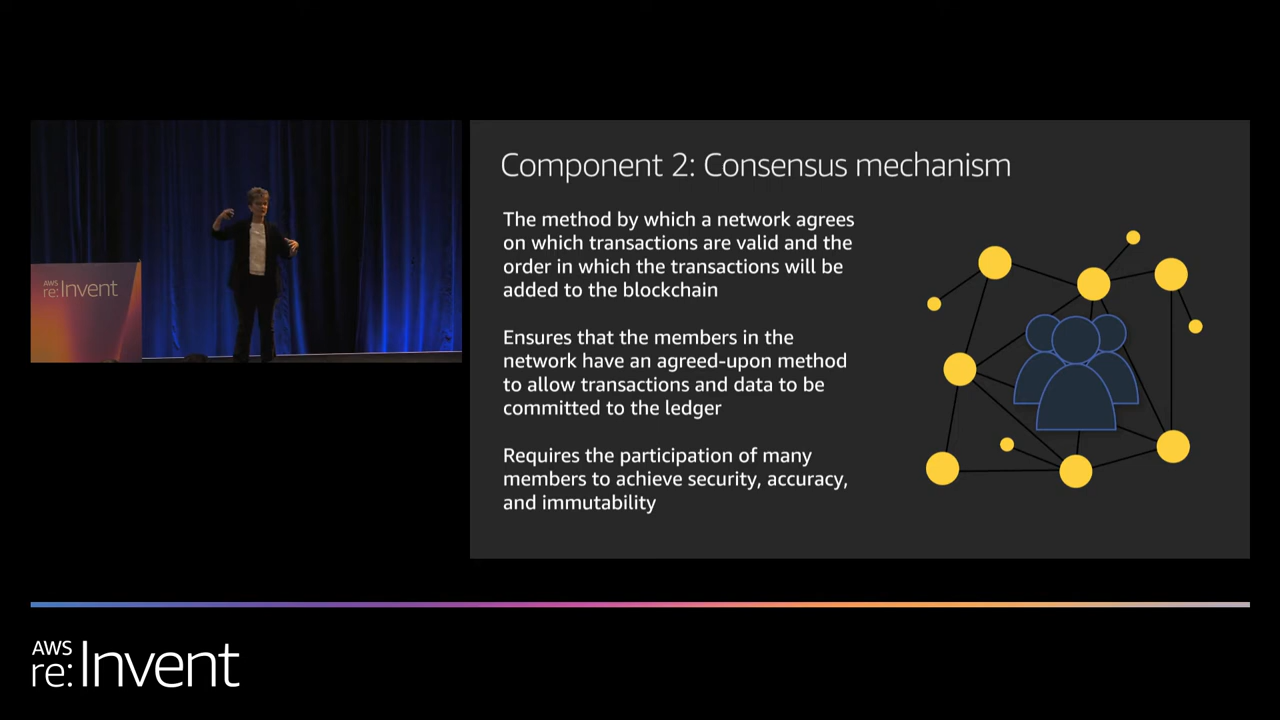 AWS
re:Invent
Component 2: Consensus mechanism
The method by which a network agrees
on which transactions are valid and the
order in which the transactions will be
added to the blockchain
Ensures that the members in the
network have an agreed-upon method
to allow transactions and data to be
committed to the ledger
Requires the participation of many
members to achieve security, accuracy,
and immutability
AWS
re:Invent